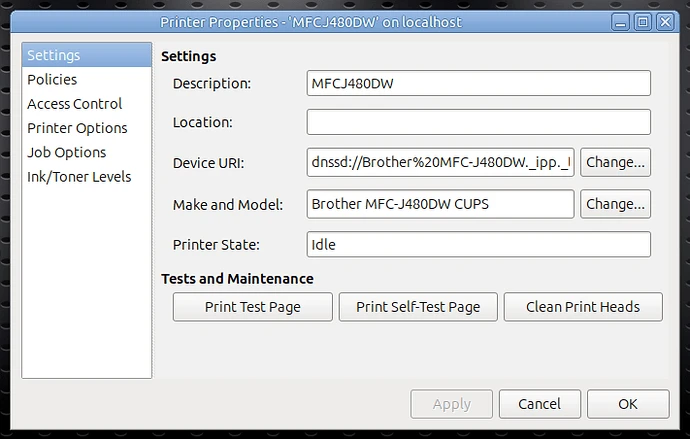 Printer Properties - 'MFCJ480DW' on localhost
Settings
Policies
Access Control
Printer Options
Job Options
Ink/Toner Levels
Settings
Description: MFCJ480DW
Location:
Device URI: dnssd://Brother%20MFC-J480DW._ipp._ Change...
Make and Model: Brother MFC-J480DW CUPS Change...
Printer State: Idle
Tests and Maintenance
Print Test Page Print Self-Test Page Clean Print Heads
Apply Cancel OK